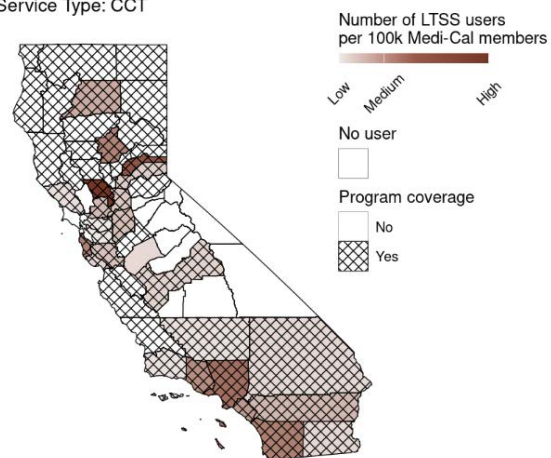 Service Type: CCT
Number of LTSS users
per 100k Medi-Cal members
Low
Medium
High
No user
Program coverage
No
Yes